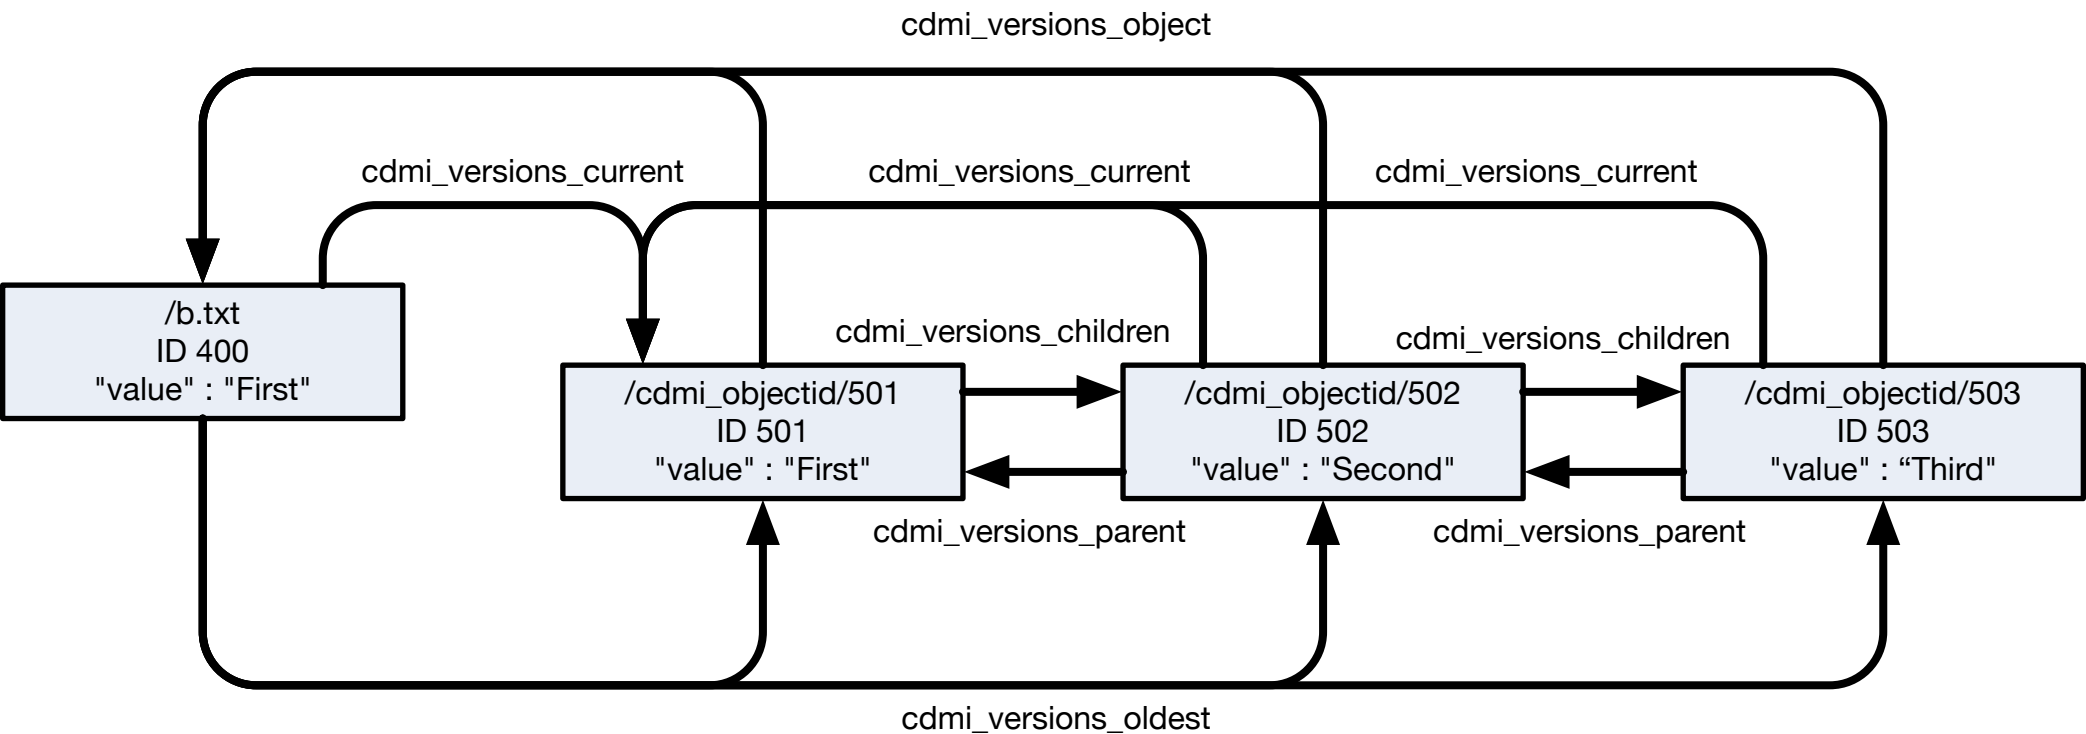 cdmi_versions_object
cdmi_versions_current
cdmi_versions_current
cdmi_versions_current
/b.txt
ID 400
"value" : "First"
cdmi_versions_children
cdmi_versions_children
/cdmi_objectid/501
ID 501
"value" : "First"
/cdmi_objectid/502
ID 502
"value" : "Second"
/cdmi_objectid/503
ID 503
"value" : “Third"
cdmi_versions_parent
cdmi_versions_parent
cdmi_versions_oldest